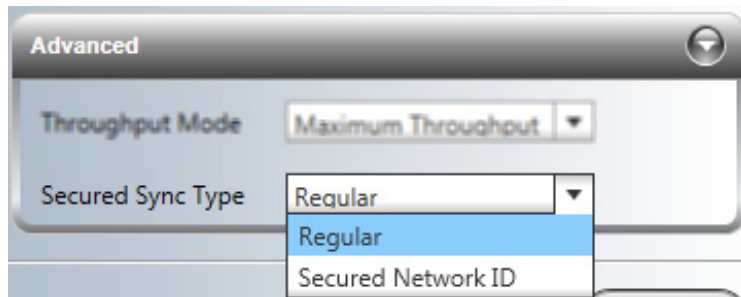 Advanced
Throughput Mode Maximum Throughput
Secured Sync Type Regular
Regular
Secured Network ID